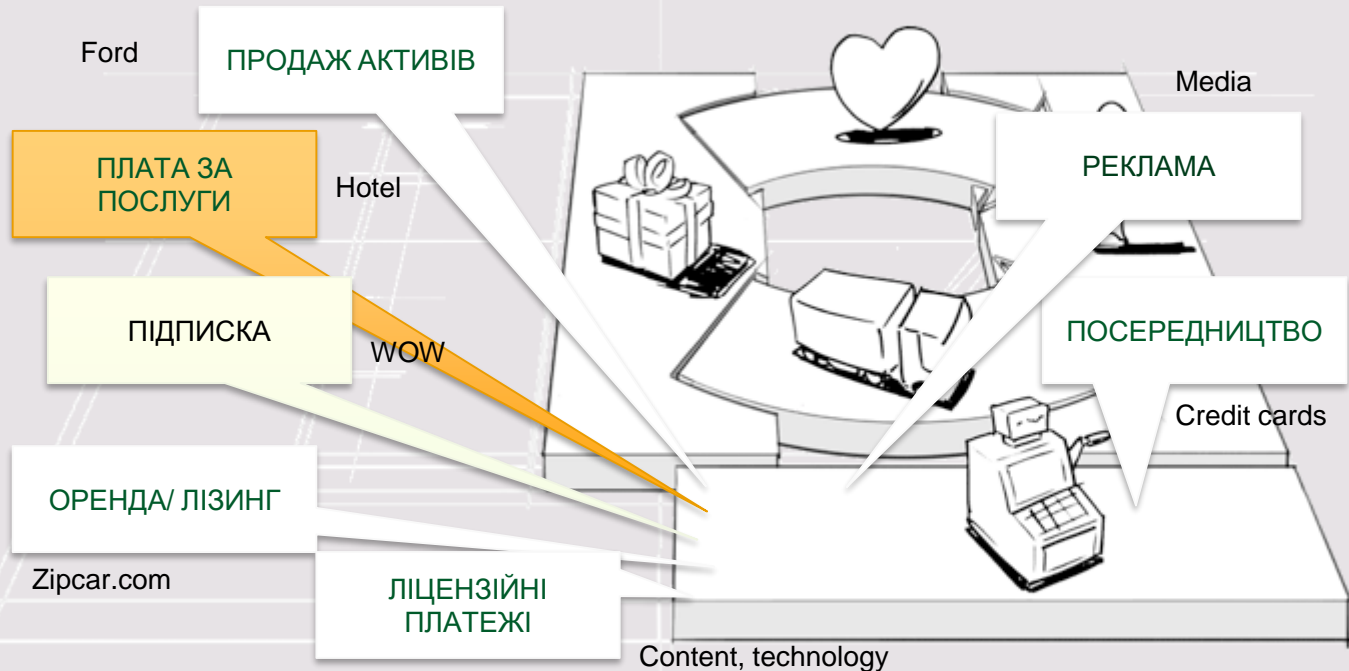 Ford
ПРОДАЖ АКТИВІВ
Media
РЕКЛАМА
ПЛАТА ЗА
ПОСЛУГИ
Hotel
ПІДПИСКА
WOW
ПОСЕРЕДНИЦТВО
Credit cards
ОРЕНДА/ ЛІЗИНГ
Zipcar.com
ЛІЦЕНЗІЙНІ
ПЛАТЕЖІ
Content, technology